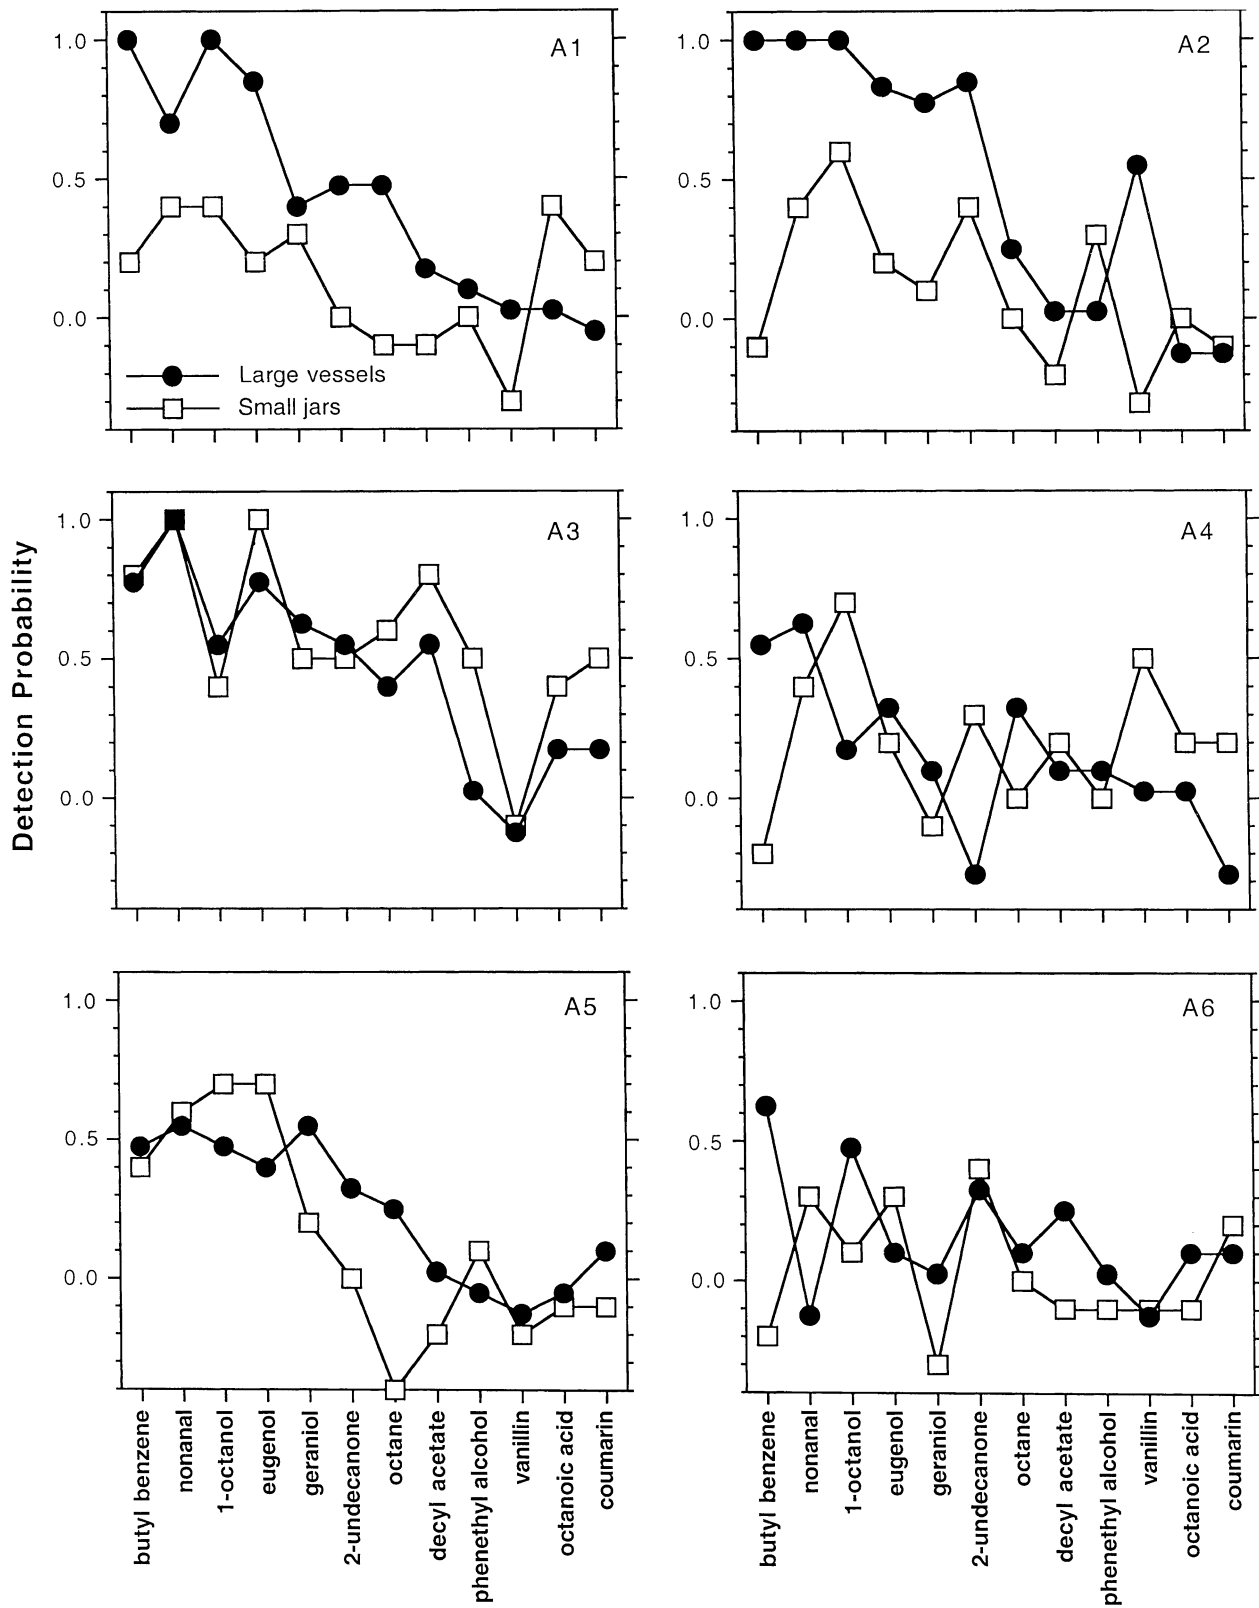 A1
1.0
0.5
0.0
Large vessels
Small jars
A2
1.0
0.5
0.0
Detection Probability
A3
1.0
0.5
0.0
A4
1.0
0.5
0.0
A5
1.0
0.5
0.0
A6
1.0
0.5
0.0
butyl benzene
nonanal
1-octanol
eugenol
geraniol
2-undecanone
octane
decyl acetate
phenethyl alcohol
vanillin
octanoic acid
coumarin
butyl benzene
nonanal
1-octanol
eugenol
geraniol
2-undecanone
octane
decyl acetate
phenethyl alcohol
vanillin
octanoic acid
coumarin